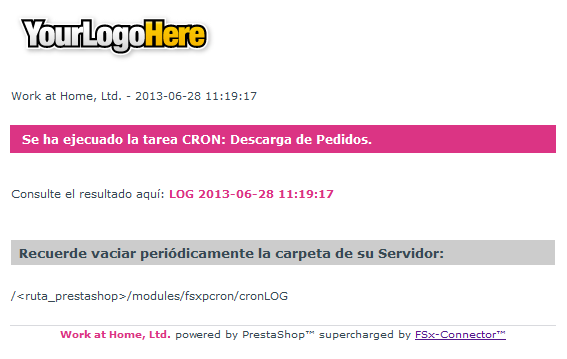 YourLogoHere
Work at Home, Ltd. - 2013-06-28 11:19:17
Se ha ejecuado la tarea CRON: Descarga de Pedidos.
Consulte el resultado aquí: LOG 2013-06-28 11:19:17
Recuerde vaciar periódicamente la carpeta de su Servidor:
/<ruta_prestashop>/modules/fsxpcron/cronLOG
Work at Home, Ltd. powered by PrestaShop™ supercharged by FSx-Connector™